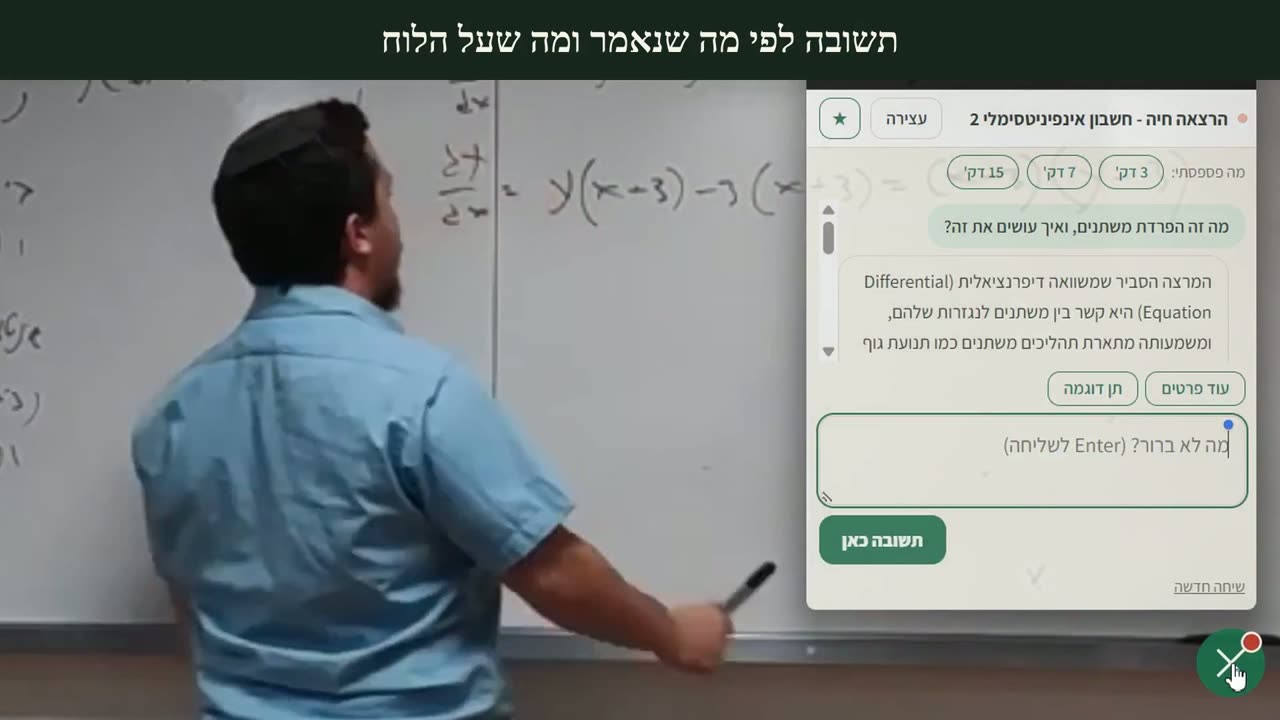 תשובה לפי מה שנאמר ומה שעל הלוח
הרצאה חיה - חשבון אינפיניטסימלי 2
עצירה
★
מה פספסתי:
3 דק'
7 דק'
15 דק'
מה זה הפרדת משתנים, ואיך עושים את זה?
המרצה הסביר שמשוואה דיפרנציאלית (Differential
Equation) היא קשר בין משתנים לנגזרות שלהם,
ומשמעותה מתארת תהליכים משתנים כמו תנועת גוף
עוד פרטים
תן דוגמה
מה לא ברור? (Enter לשליחה)
תשובה כאן
שיחה חדשה
dx
dy/dx = y(x+3) - 3(x+3) =